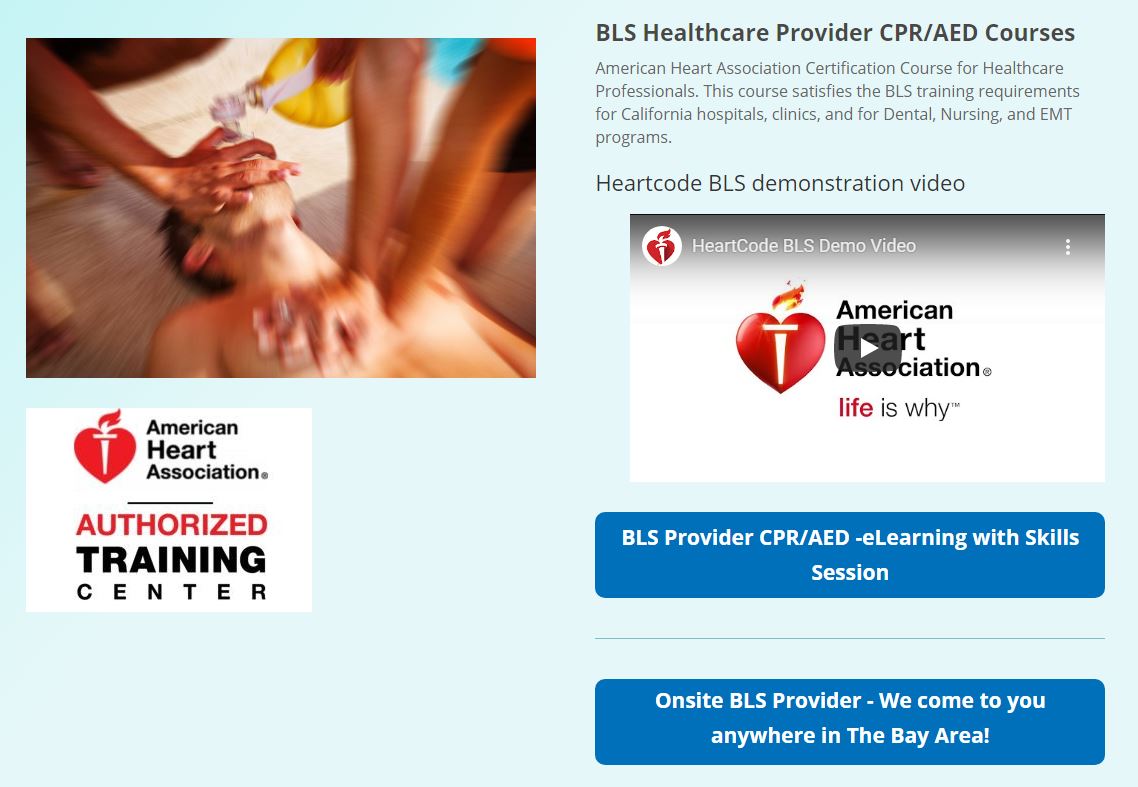 BLS Healthcare Provider CPR/AED Courses
American Heart Association Certification Course for Healthcare
Professionals. This course satisfies the BLS training requirements
for California hospitals, clinics, and for Dental, Nursing, and EMT
programs.
Heartcode BLS demonstration video
HeartCode BLS Demo Video
American
Heart
Association®
life is why™
American
Heart
Association®
AUTHORIZED
TRAINING
CENTER
BLS Provider CPR/AED -eLearning with Skills
Session
Onsite BLS Provider - We come to you
anywhere in The Bay Area!